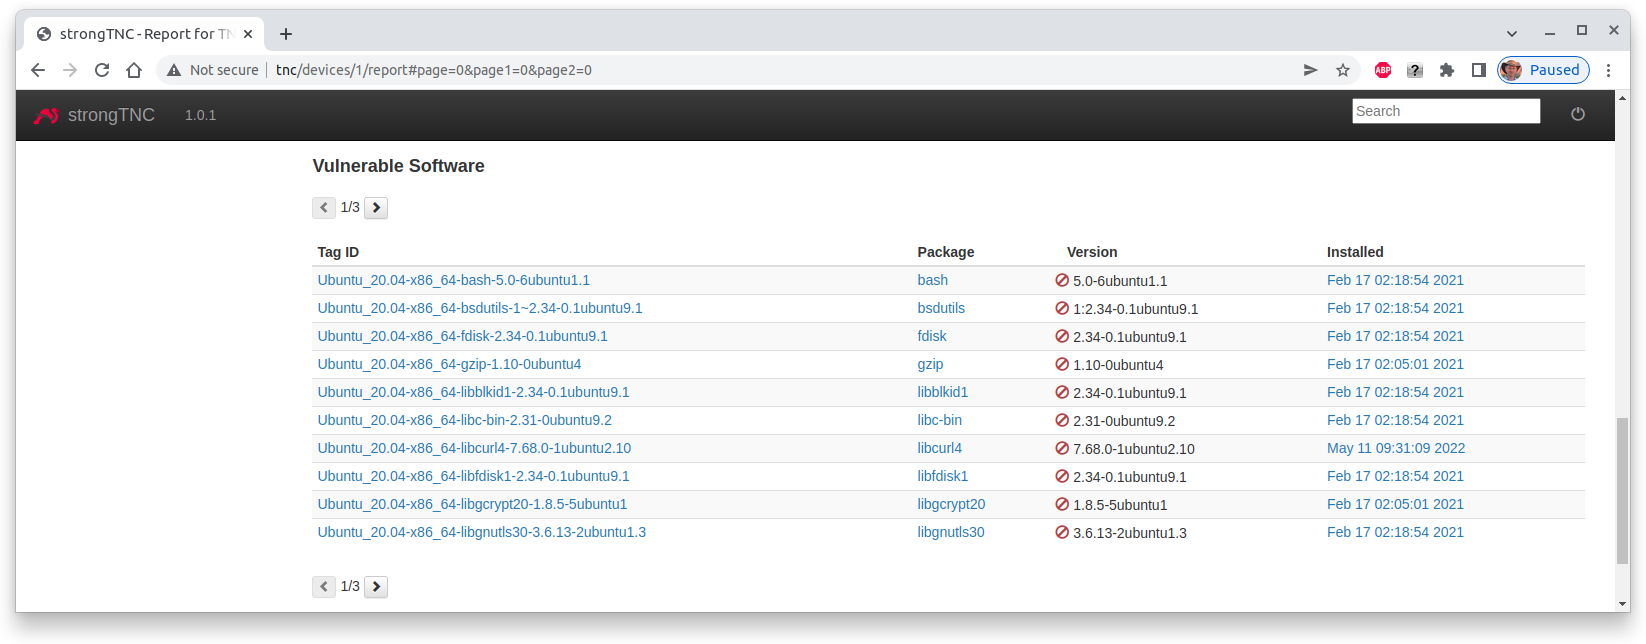 strongTNC - Report for TN
Not secure tnc/devices/1/report#page=0&page1=0&page2=0 ABP ? Paused
strongTNC 1.0.1 Search
Vulnerable Software
1/3
Tag ID Package Version Installed
Ubuntu_20.04-x86_64-bash-5.0-6ubuntu1.1 bash 5.0-6ubuntu1.1 Feb 17 02:18:54 2021
Ubuntu_20.04-x86_64-bsdutils-1~2.34-0.1ubuntu9.1 bsdutils 1:2.34-0.1ubuntu9.1 Feb 17 02:18:54 2021
Ubuntu_20.04-x86_64-fdisk-2.34-0.1ubuntu9.1 fdisk 2.34-0.1ubuntu9.1 Feb 17 02:18:54 2021
Ubuntu_20.04-x86_64-gzip-1.10-0ubuntu4 gzip 1.10-0ubuntu4 Feb 17 02:05:01 2021
Ubuntu_20.04-x86_64-libblkid1-2.34-0.1ubuntu9.1 libblkid1 2.34-0.1ubuntu9.1 Feb 17 02:18:54 2021
Ubuntu_20.04-x86_64-libc-bin-2.31-0ubuntu9.2 libc-bin 2.31-0ubuntu9.2 Feb 17 02:18:54 2021
Ubuntu_20.04-x86_64-libcurl4-7.68.0-1ubuntu2.10 libcurl4 7.68.0-1ubuntu2.10 May 11 09:31:09 2022
Ubuntu_20.04-x86_64-libfdisk1-2.34-0.1ubuntu9.1 libfdisk1 2.34-0.1ubuntu9.1 Feb 17 02:18:54 2021
Ubuntu_20.04-x86_64-libgcrypt20-1.8.5-5ubuntu1 libgcrypt20 1.8.5-5ubuntu1 Feb 17 02:05:01 2021
Ubuntu_20.04-x86_64-libgnutls30-3.6.13-2ubuntu1.3 libgnutls30 3.6.13-2ubuntu1.3 Feb 17 02:18:54 2021
1/3